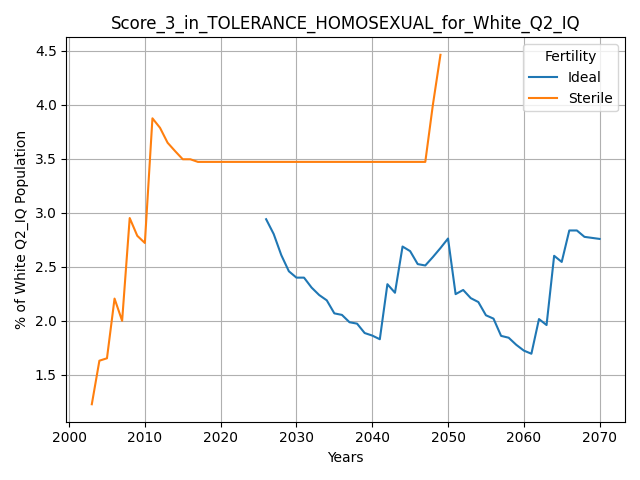 Score_3_in_TOLERANCE_HOMOSEXUAL_for_White_Q2_IQ
Fertility
Ideal
Sterile
% of White Q2_IQ Population
4.5
4.0
3.5
3.0
2.5
2.0
1.5
2000 2010 2020 2030 2040 2050 2060 2070
Years